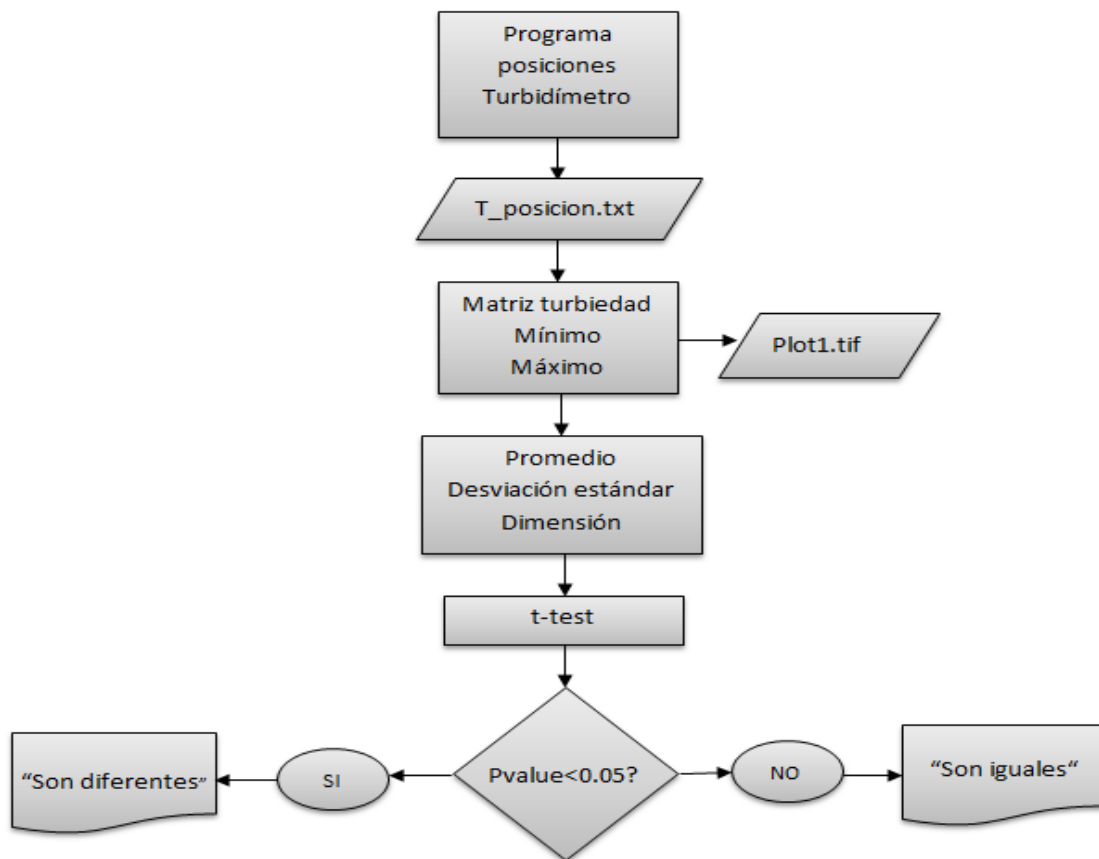 Programa
posiciones
Turbidímetro
T_posicion.txt
Matriz turbiedad
Mínimo
Máximo
Plot1.tif
Promedio
Desviación estándar
Dimensión
t-test
Pvalue<0.05?
SI
“Son diferentes”
NO
“Son iguales“